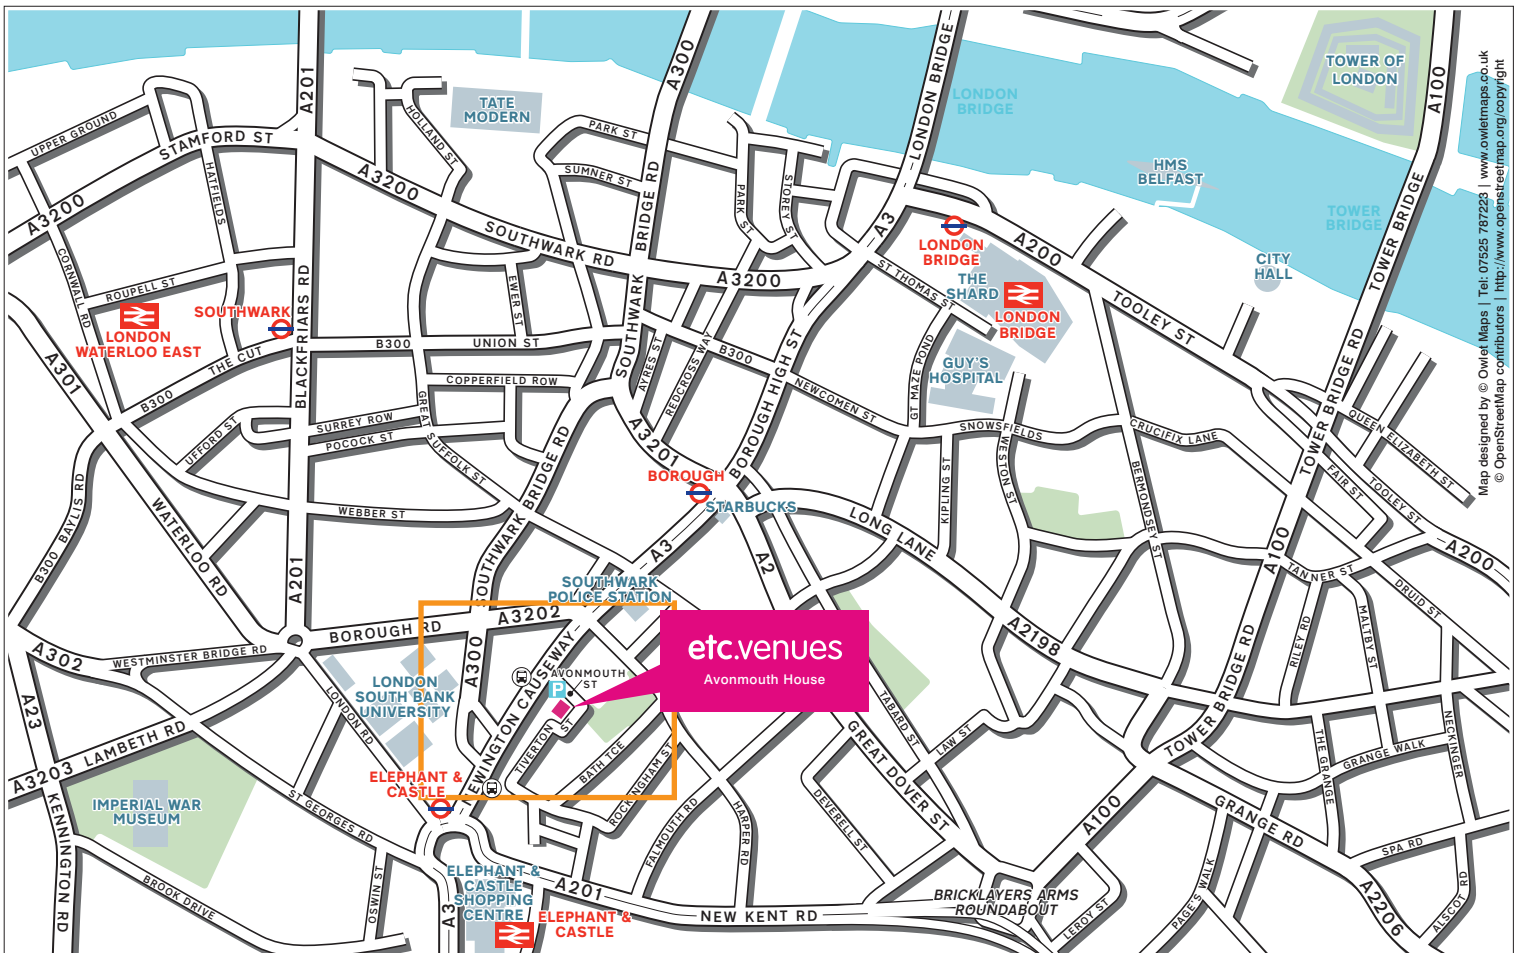 A201
A300
LONDON BRIDGE
TOWER OF
LONDON
A100
TATE
MODERN
LONDON
BRIDGE
UPPER GROUND
STAMFORD ST
HOLLAND ST
PARK ST
HATFIELDS
A3200
SUMNER ST
BRIDGE RD
PARK ST
STOREY ST
HMS
BELFAST
TOWER
BRIDGE
TOWER BRIDGE
A3200
SOUTHWARK RD
A3
LONDON
BRIDGE
A200
CITY
HALL
CORNWALL RD
ROUPELL ST
A3200
ST THOMAS ST
THE
SHARD
LONDON
BRIDGE
TOOLEY ST
EWER ST
SOUTHWARK
LONDON
WATERLOO EAST
SOUTHWARK
BLACKFRIARS RD
B300
UNION ST
THE CUT
B300
A301
AYRES ST
REDCROSS WAY
B300
BOROUGH HIGH ST
GT MAZE POND
GUY'S
HOSPITAL
TOWER BRIDGE RD
COPPERFIELD ROW
GREAT SUFFOLK ST
NEWCOMEN ST
SURREY ROW
POCOCK ST
UFFORD ST
A3201
SNOWSFIELDS
CRUCIFIX LANE
QUEEN ELIZABETH ST
BOROUGH
STARBUCKS
KIPLING ST
WESTON ST
BERMONDSEY ST
FAIR ST
TOOLEY ST
B300 BAYLIS RD
WATERLOO RD
WEBBER ST
SOUTHWARK BRIDGE RD
A3
A2
LONG LANE
A100
A200
TANNER ST
DRUID ST
A201
SOUTHWARK
POLICE STATION
A3202
BOROUGH RD
A300
A302
WESTMINSTER BRIDGE RD
A2198
RILEY RD
MALTBY ST
etc.venues
Avonmouth House
AVONMOUTH
ST
P
NEWINGTON CAUSEWAY
TIVERTON ST
BATH TCE
ROCKINGHAM ST
LONDON
SOUTH BANK
UNIVERSITY
LONDON RD
A23
A3203 LAMBETH RD
TABARD ST
GREAT DOVER ST
LAW ST
TOWER BRIDGE RD
THE GRANGE
GRANGE WALK
NECKINGER
ELEPHANT &
CASTLE
IMPERIAL WAR
MUSEUM
KENNINGTON RD
ST GEORGES RD
FALMOUTH RD
HARPER RD
DEVERELL ST
A100
GRANGE RD
SPA RD
BROOK DRIVE
OSWIN ST
ELEPHANT &
CASTLE
SHOPPING
CENTRE
A3
A201
ELEPHANT &
CASTLE
NEW KENT RD
BRICKLAYERS ARMS
ROUNDABOUT
LEROY ST
PAGE'S WALK
A2206
ALSCOT RD
Map designed by © Owlet Maps | Tel: 07525 787223 | www.owletmaps.co.uk
© OpenStreetMap contributors | http://www.openstreetmap.org/copyright